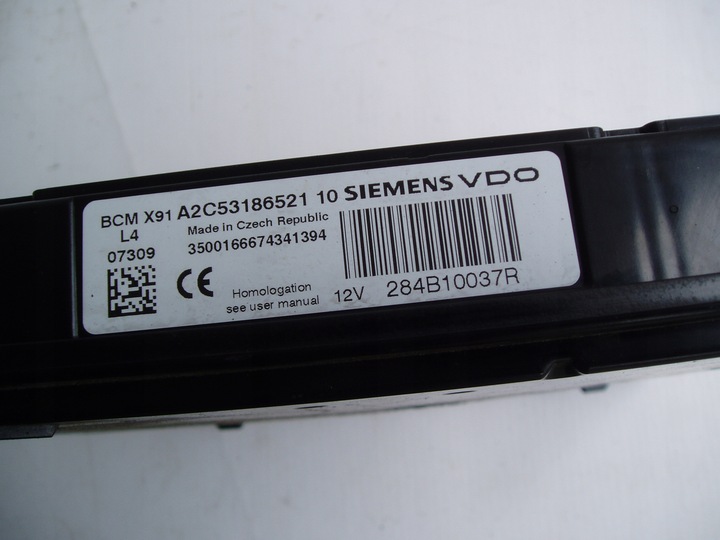 BCM X91 A2C53186521 10 SIEMENS VDO
L4 Made in Czech Republic
07309 3500166674341394
CE Homologation
see user manual 12V 284B10037R